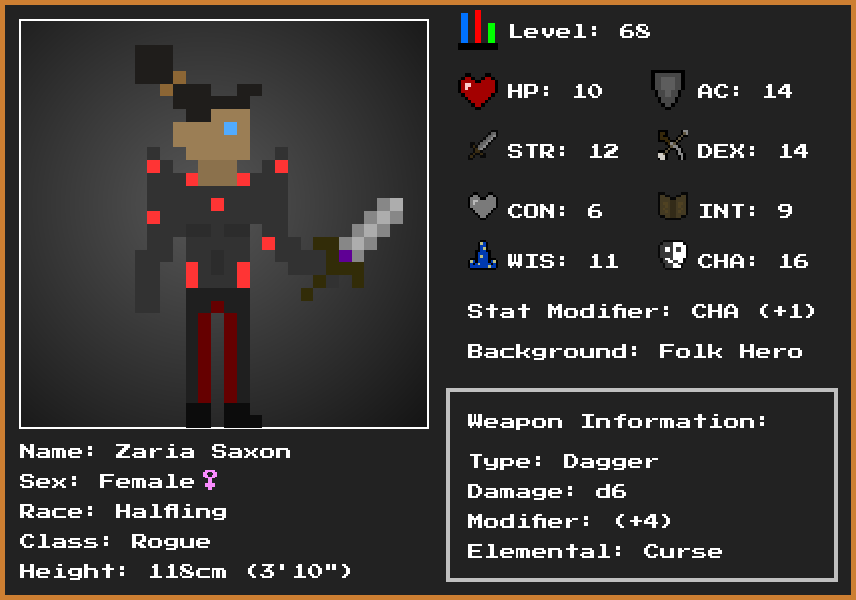 Level: 68
HP: 10
AC: 14
STR: 12
DEX: 14
CON: 6
INT: 9
WIS: 11
CHA: 16
Stat Modifier: CHA (+1)
Background: Folk Hero
Weapon Information:
Type: Dagger
Damage: d6
Modifier: (+4)
Elemental: Curse
Name: Zaria Saxon
Sex: Female♀
Race: Halfling
Class: Rogue
Height: 118cm (3'10")